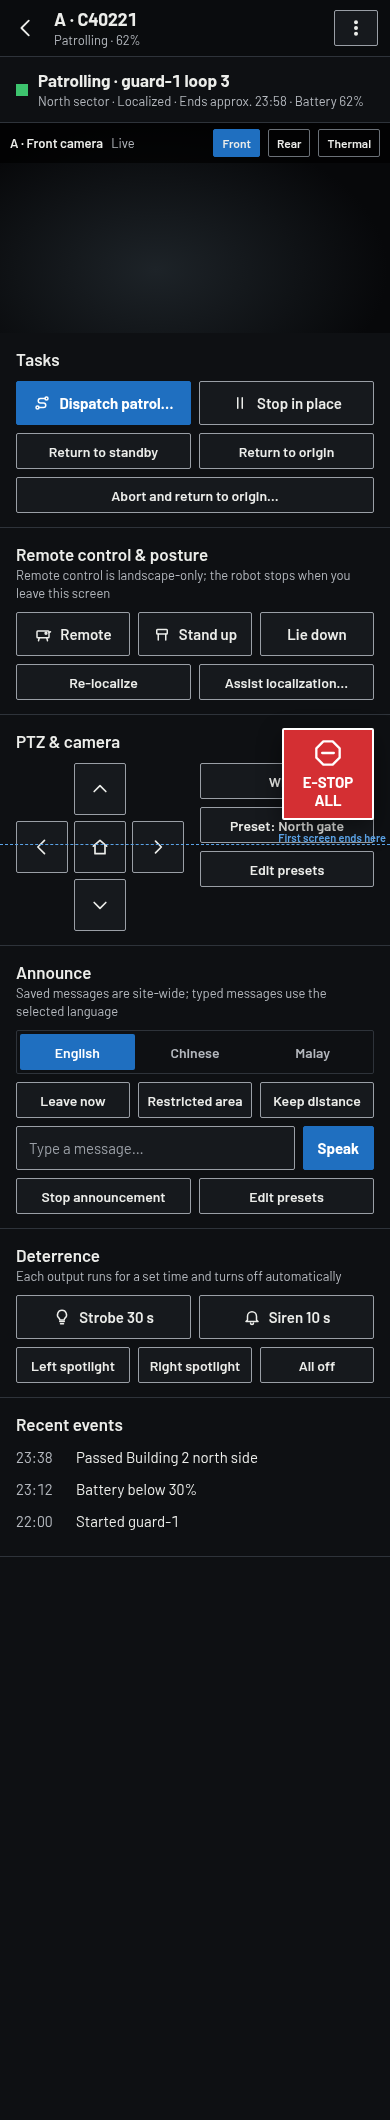 A · C40221
Patrolling · 62%
Patrolling · guard-1 loop 3
North sector · Localized · Ends approx. 23:58 · Battery 62%
A · Front camera Live
Front Rear Thermal
Tasks
Dispatch patrol... Stop in place
Return to standby Return to origin
Abort and return to origin...
Remote control & posture
Remote control is landscape-only; the robot stops when you
leave this screen
Remote Stand up Lie down
Re-localize Assist localization...
PTZ & camera
E-STOP
ALL
Preset: North gate
First screen ends here
Edit presets
Announce
Saved messages are site-wide; typed messages use the
selected language
English Chinese Malay
Leave now Restricted area Keep distance
Type a message... Speak
Stop announcement Edit presets
Deterrence
Each output runs for a set time and turns off automatically
Strobe 30 s Siren 10 s
Left spotlight Right spotlight All off
Recent events
23:38 Passed Building 2 north side
23:12 Battery below 30%
22:00 Started guard-1